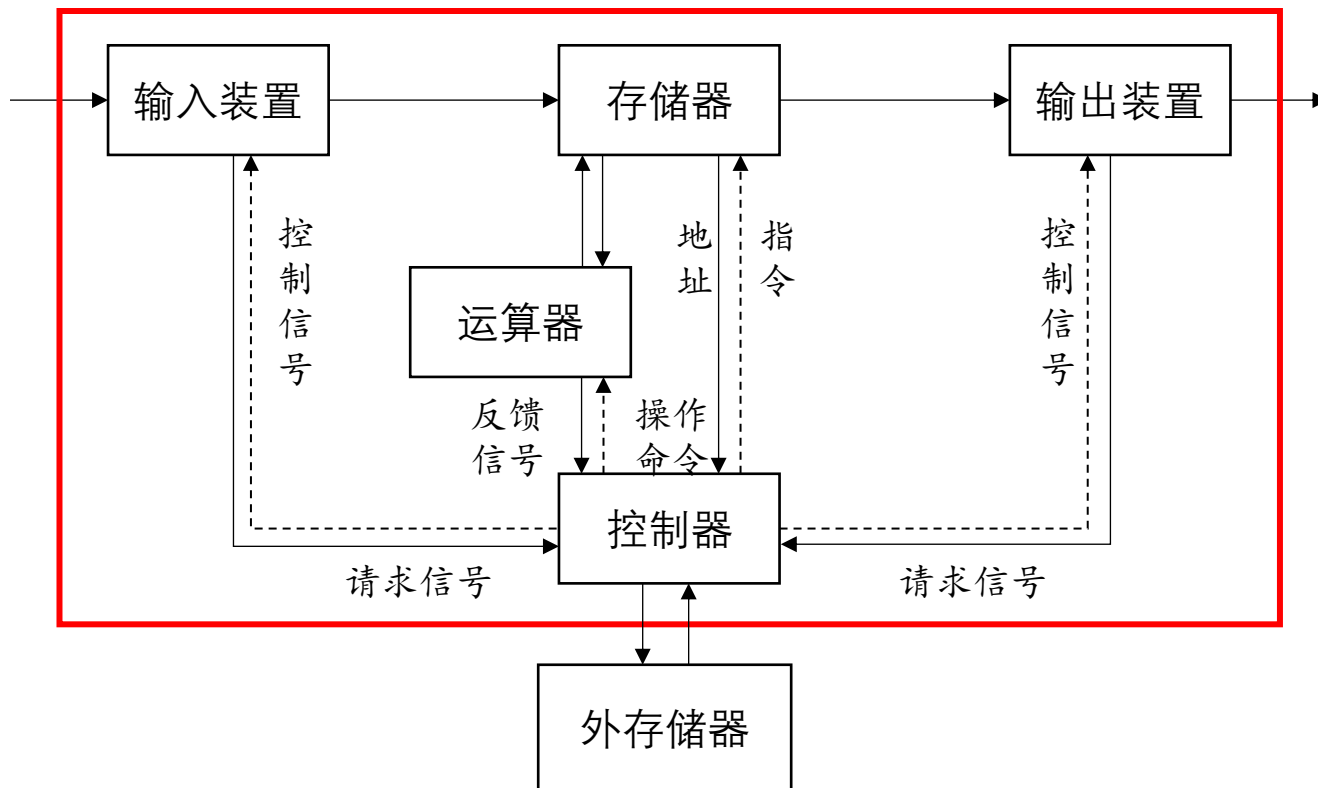 输入装置
存储器
输出装置
控
制
信
号
地
址
指
令
控
制
信
号
运算器
反馈
信号
操作
命令
控制器
请求信号
请求信号
外存储器